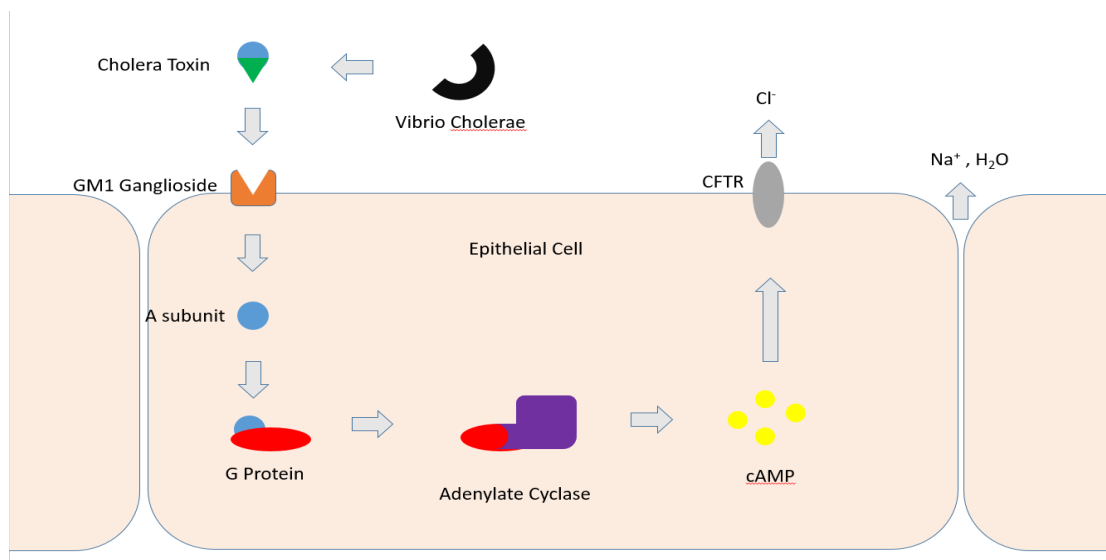 Cholera Toxin
Vibrio Cholerae
Cl⁻
Na⁺ , H₂O
GM1 Ganglioside
CFTR
Epithelial Cell
A subunit
G Protein
Adenylate Cyclase
cAMP